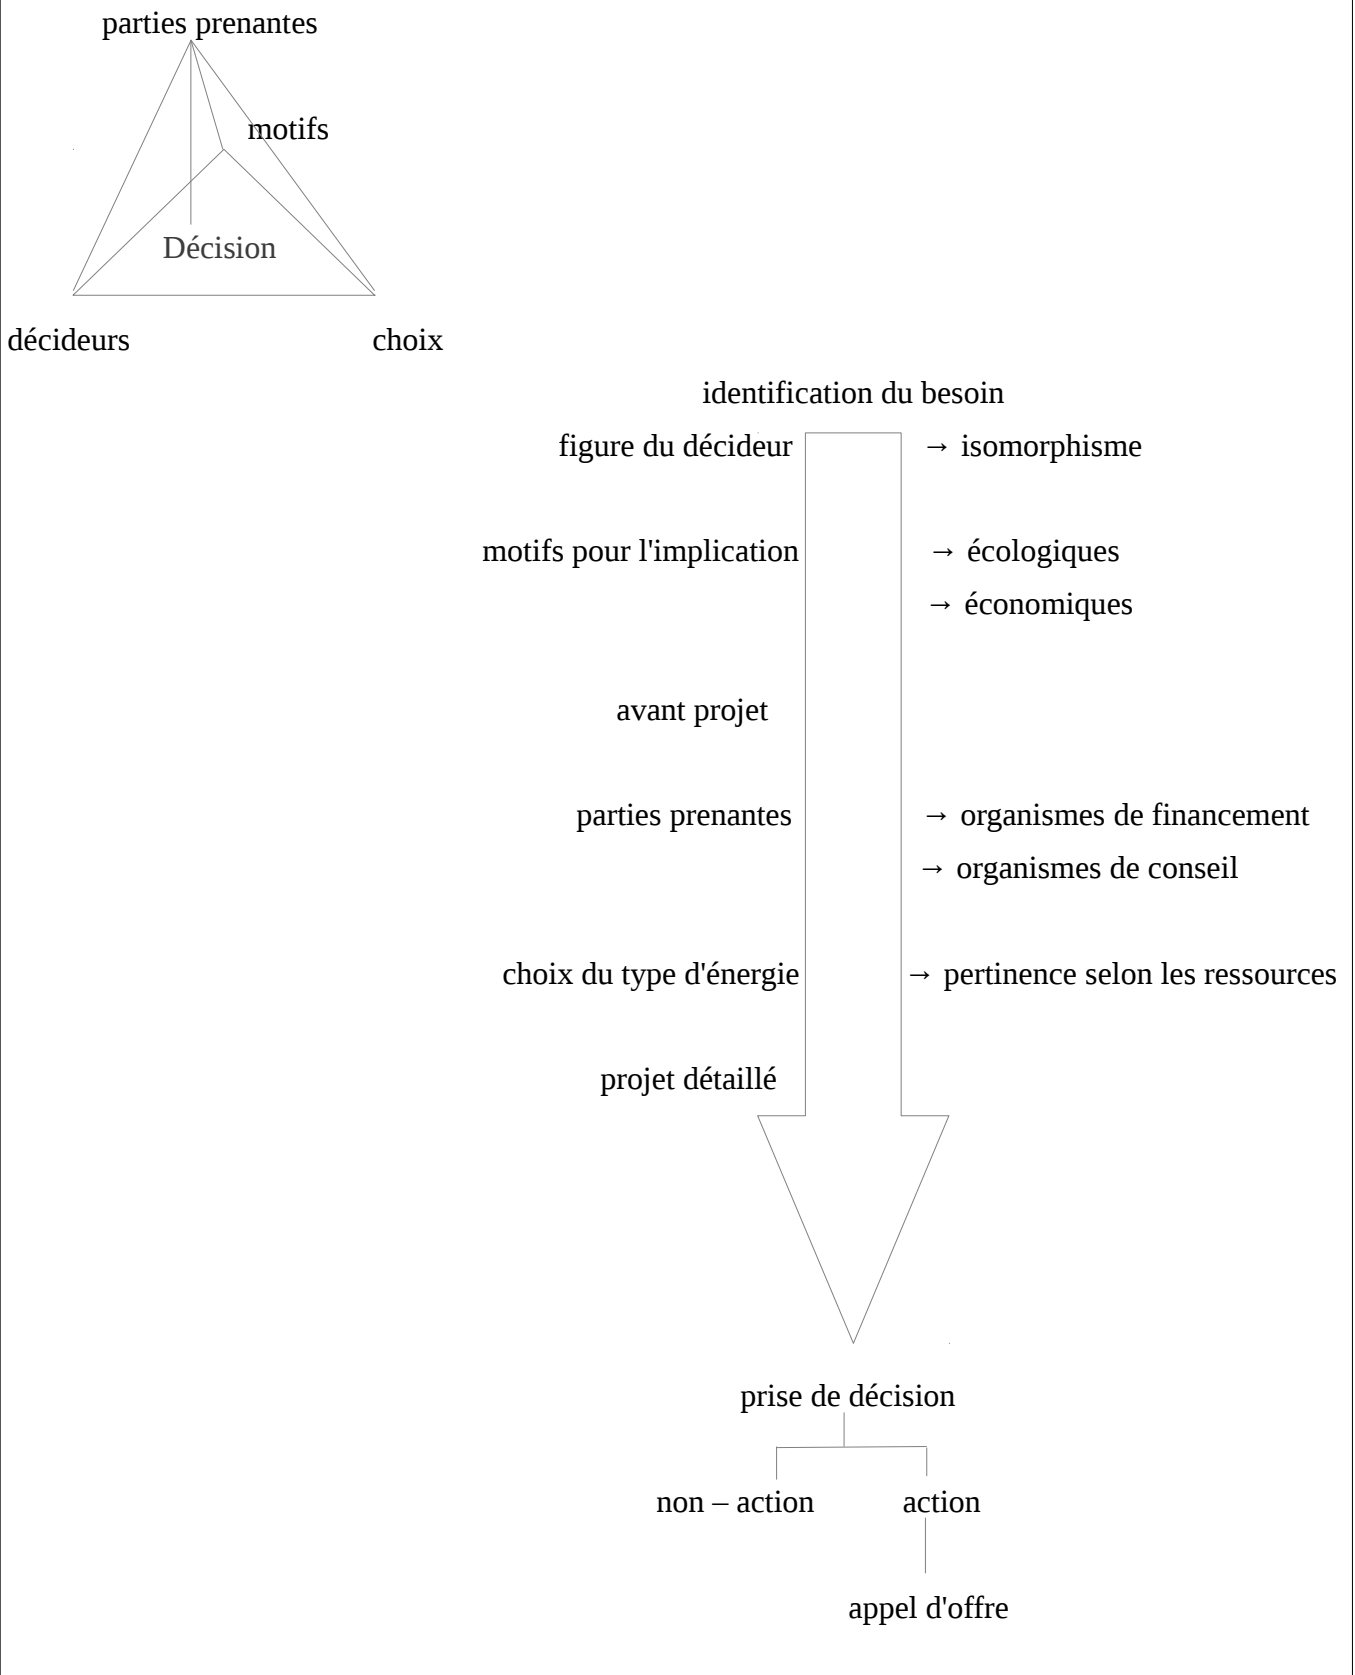 parties prenantes
motifs
Décision
décideurs choix
identification du besoin
figure du décideur → isomorphisme
motifs pour l'implication → écologiques
→ économiques
avant projet
parties prenantes → organismes de financement
→ organismes de conseil
choix du type d'énergie → pertinence selon les ressources
projet détaillé
prise de décision
non – action action
appel d'offre